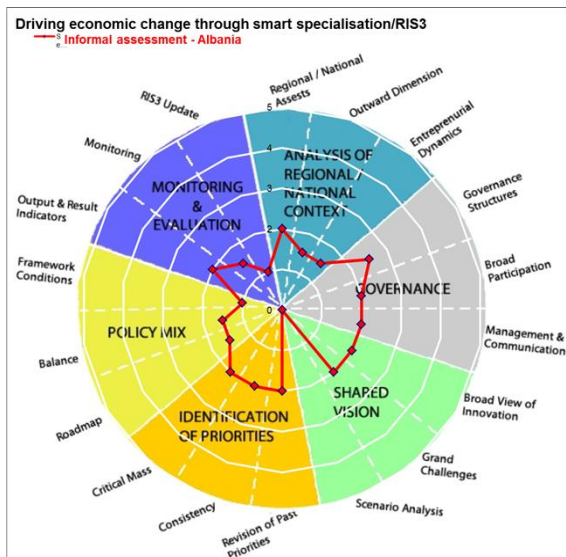 Driving economic change through smart specialisation/RIS3
S
e...
Informal assessment - Albania
Regional / National
Assests
Outward Dimension
Entreprenurial
Dynamics
Governance
Structures
Broad
Participation
Management &
Communication
Broad View of
Innovation
Grand
Challenges
Scenario Analysis
Revision of Past
Priorities
Consistency
Critical Mass
Roadmap
Balance
Framework
Conditions
Output & Result
Indicators
Monitoring
RIS3 Update
5
4
3
2
1
0
ANALYSIS OF
REGIONAL /
NATIONAL
CONTEXT
GOVERNANCE
SHARED
VISION
IDENTIFICATION
OF PRIORITIES
POLICY MIX
MONITORING
&
EVALUATION